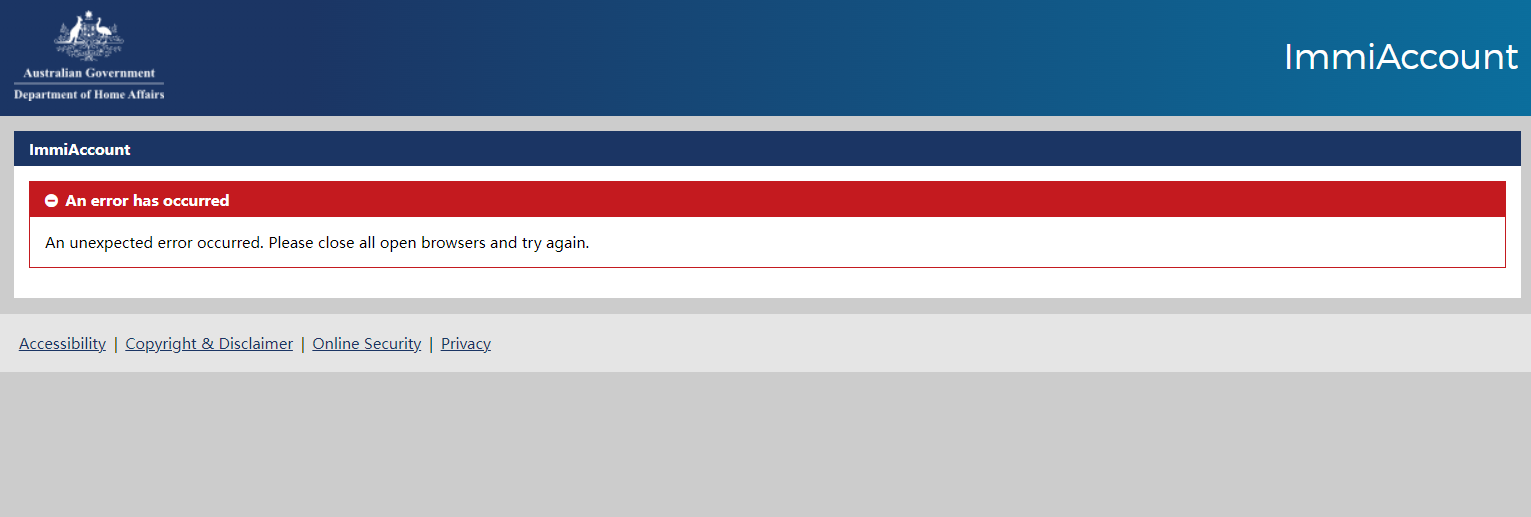 Australian Government
Department of Home Affairs
ImmiAccount
ImmiAccount
An error has occurred
An unexpected error occurred. Please close all open browsers and try again.
Accessibility | Copyright & Disclaimer | Online Security | Privacy